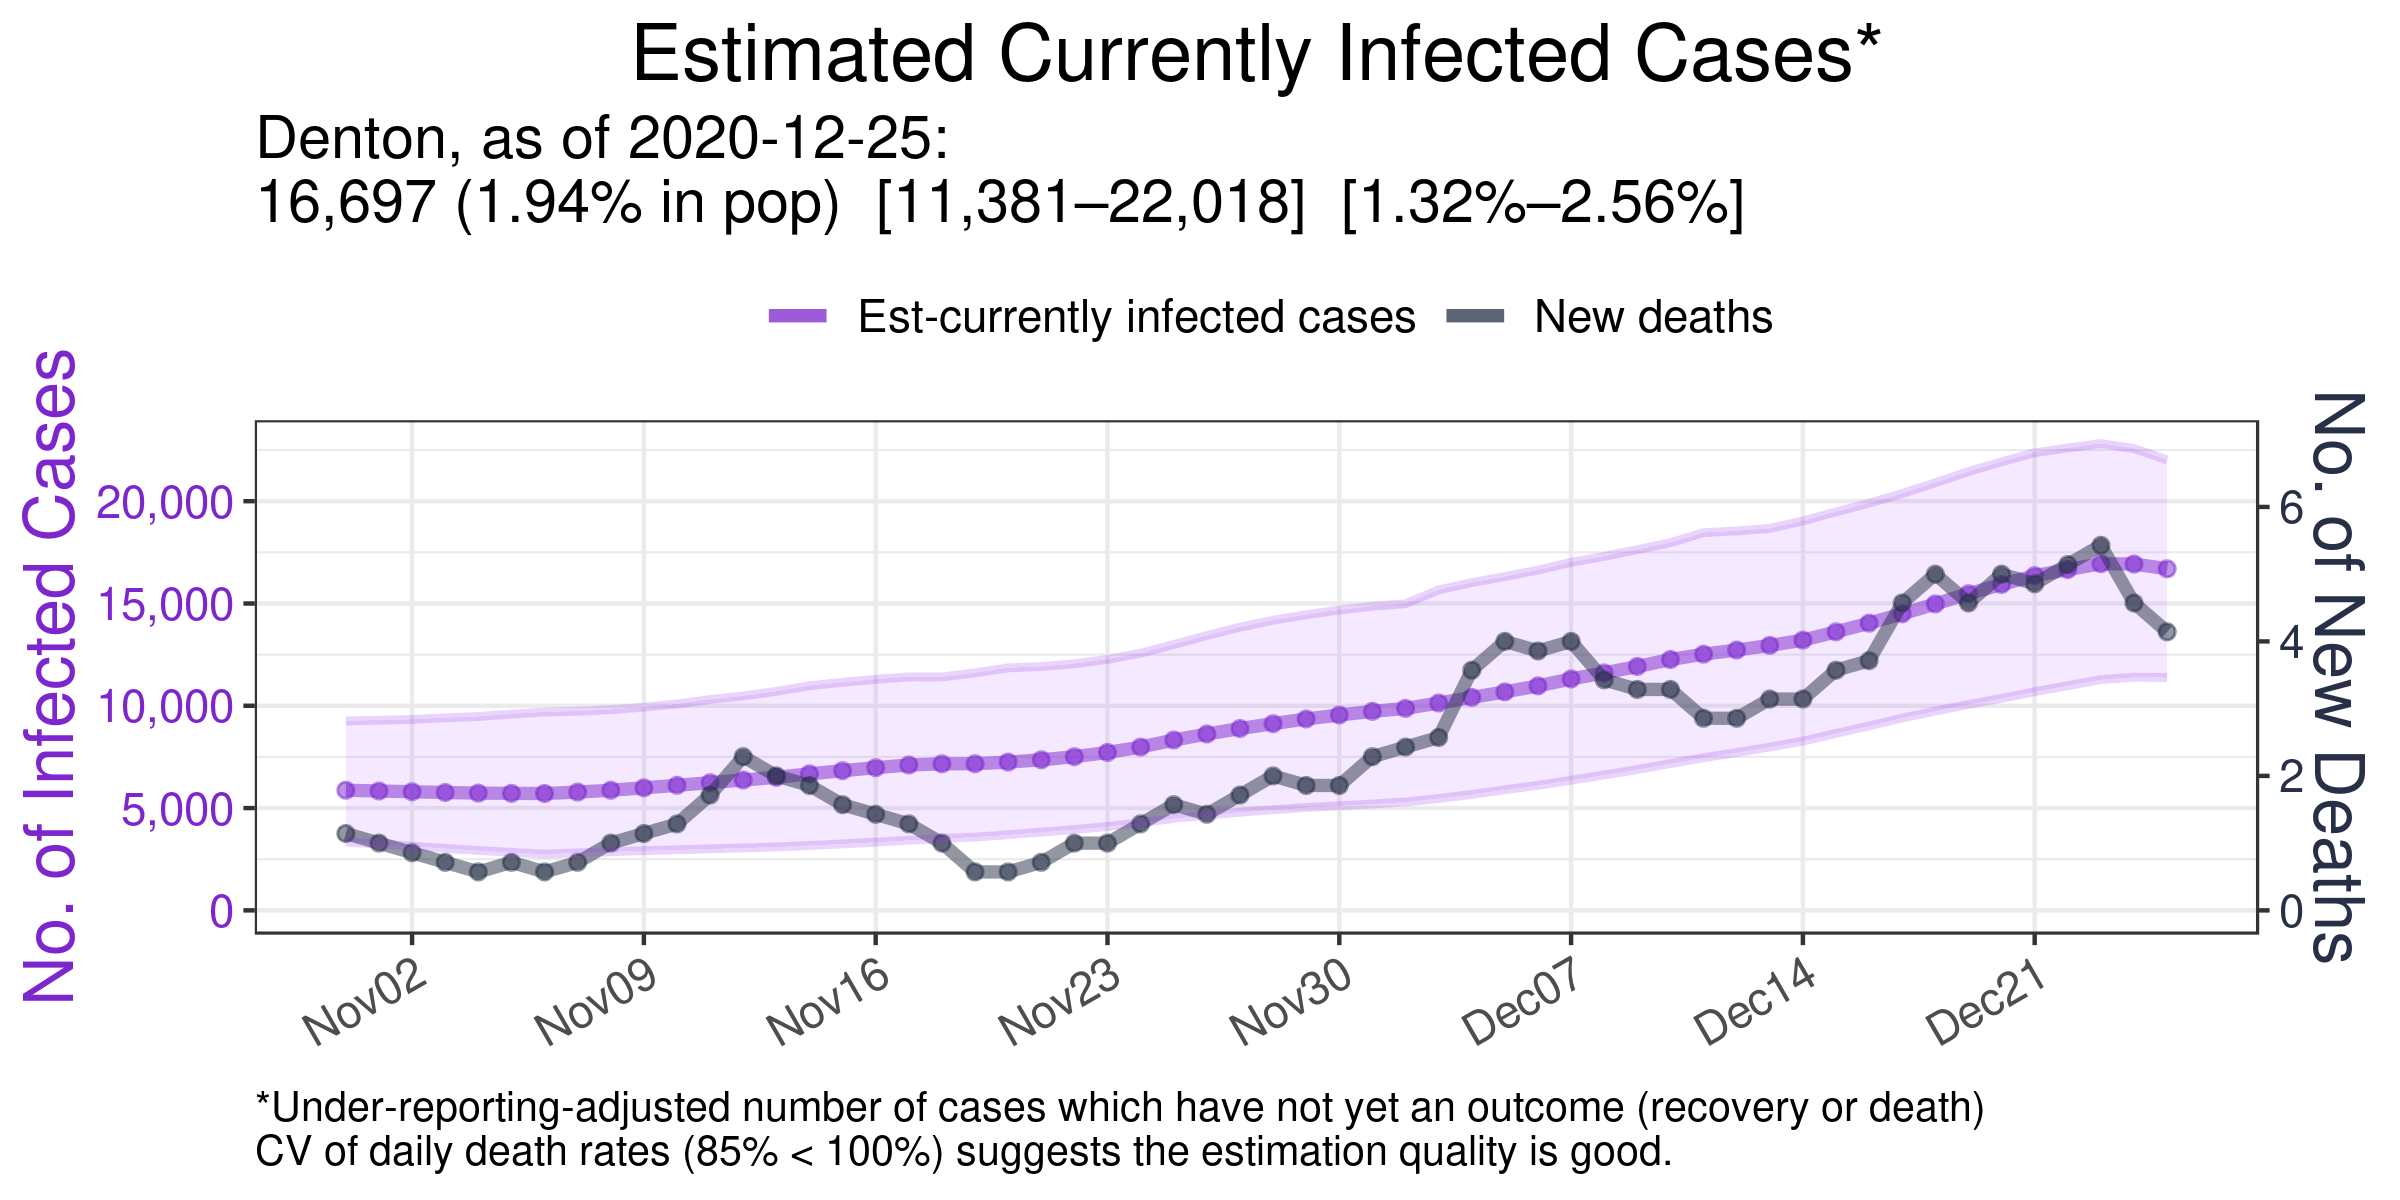 Estimated Currently Infected Cases*
Denton, as of 2020-12-25:
16,697 (1.94% in pop)  [11,381–22,018]  [1.32%–2.56%]
Est-currently infected cases
New deaths
No. of Infected Cases
20,000
15,000
10,000
5,000
0
6
4
2
0
No. of New Deaths
Nov02
Nov09
Nov16
Nov23
Nov30
Dec07
Dec14
Dec21
*Under-reporting-adjusted number of cases which have not yet an outcome (recovery or death)
CV of daily death rates (85% < 100%) suggests the estimation quality is good.